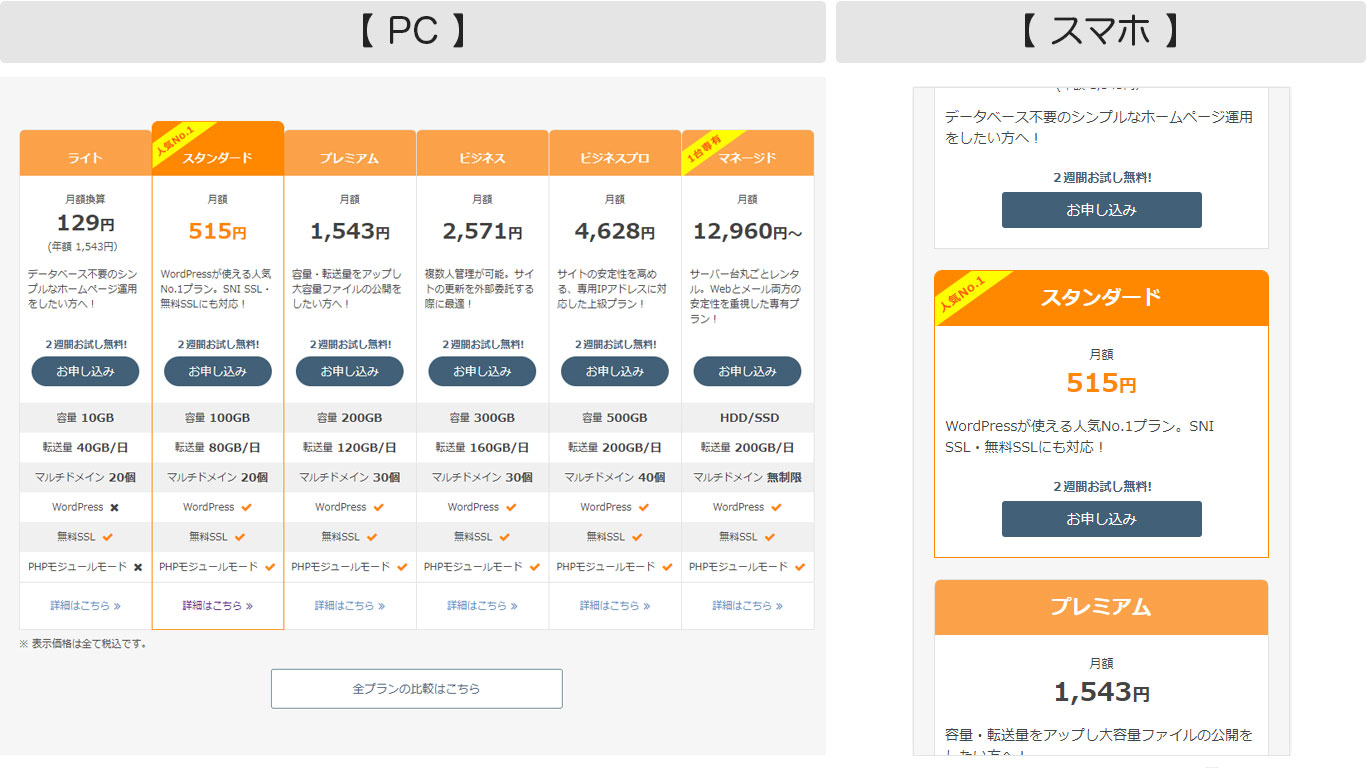 【 PC 】
【 スマホ 】
ライト
月額換算
129円
(年額 1,543円)
データベース不要のシン
プルなホームページ運用
をしたい方へ！
２週間お試し無料!
お申し込み
容量 10GB
転送量 40GB/日
マルチドメイン 20個
WordPress ✖
無料SSL ✔
PHPモジュールモード ✖
詳細はこちら »
人気No.1
スタンダード
月額
515円
WordPressが使える人気
No.1プラン。SNI SSL・
無料SSLにも対応！
２週間お試し無料!
お申し込み
容量 100GB
転送量 80GB/日
マルチドメイン 20個
WordPress ✔
無料SSL ✔
PHPモジュールモード ✔
詳細はこちら »
プレミアム
月額
1,543円
容量・転送量をアップし
大容量ファイルの公開を
したい方へ！
２週間お試し無料!
お申し込み
容量 200GB
転送量 120GB/日
マルチドメイン 30個
WordPress ✔
無料SSL ✔
PHPモジュールモード ✔
詳細はこちら »
ビジネス
月額
2,571円
複数人管理が可能。サイ
トの更新を外部委託する
際に最適！
２週間お試し無料!
お申し込み
容量 300GB
転送量 160GB/日
マルチドメイン 30個
WordPress ✔
無料SSL ✔
PHPモジュールモード ✔
詳細はこちら »
ビジネスプロ
月額
4,628円
サイトの安定性を高め
る、専用IPアドレスに対
応した上級プラン！
２週間お試し無料!
お申し込み
容量 500GB
転送量 200GB/日
マルチドメイン 40個
WordPress ✔
無料SSL ✔
PHPモジュールモード ✔
詳細はこちら »
1台専有
マネージド
月額
12,960円～
サーバー台丸ごとレンタ
ル。Webとメール両方の
安定性を重視した専有プ
ラン！
お申し込み
HDD/SSD
転送量 200GB/日
マルチドメイン 無制限
WordPress ✔
無料SSL ✔
PHPモジュールモード ✔
詳細はこちら »
※ 表示価格は全て税込です。
全プランの比較はこちら
データベース不要のシンプルなホームページ運用
をしたい方へ！
２週間お試し無料!
お申し込み
人気No.1
スタンダード
月額
515円
WordPressが使える人気No.1プラン。SNI
SSL・無料SSLにも対応！
２週間お試し無料!
お申し込み
プレミアム
月額
1,543円
容量・転送量をアップし大容量ファイルの公開を
したい方へ！